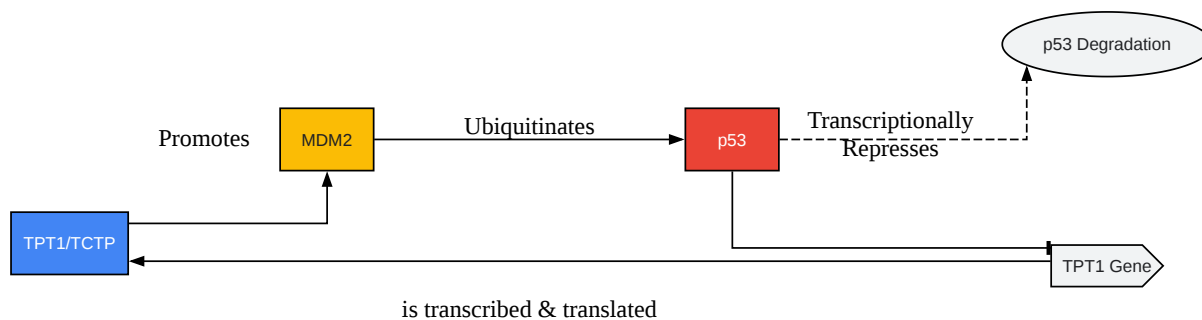 p53 Degradation
Promotes
MDM2
Ubiquitinates
p53
Transcriptionally
Represses
TPT1/TCTP
TPT1 Gene
is transcribed & translated